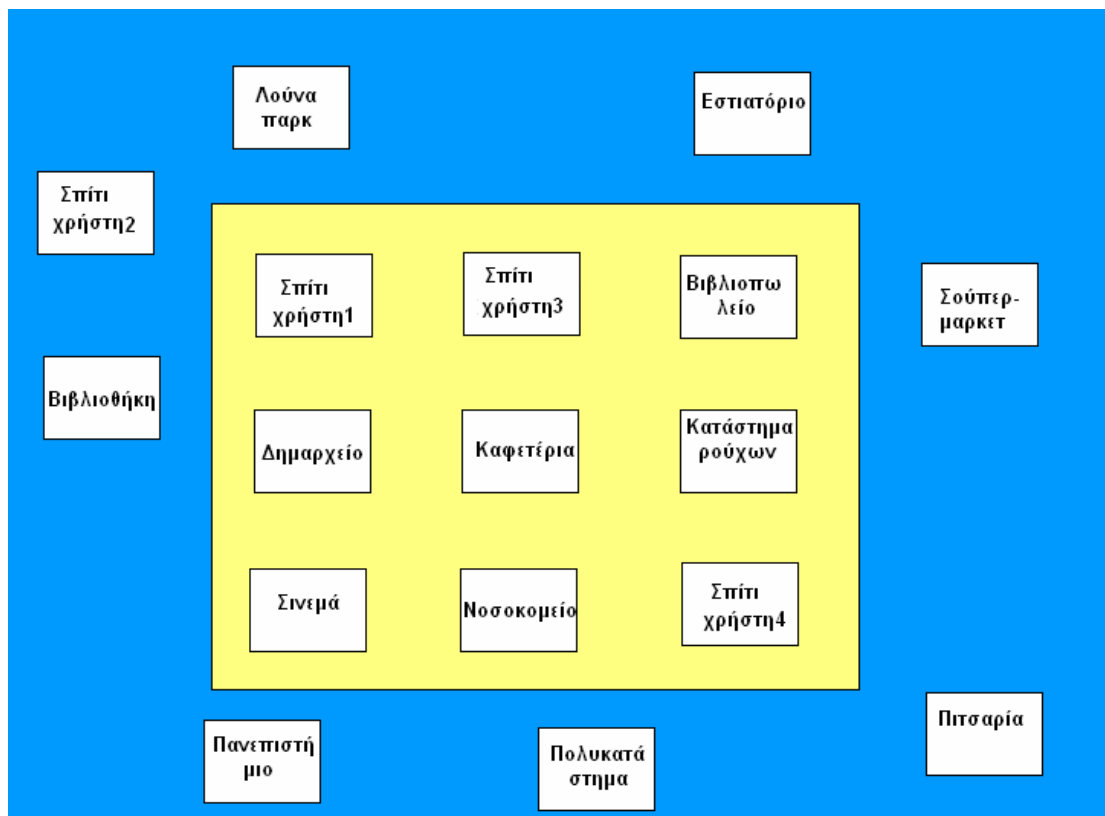 Λούνα
παρκ
Εστιατόριο
Σπίτι
χρήστη2
Σπίτι
χρήστη1
Σπίτι
χρήστη3
Βιβλιοπω
λείο
Σούπερ-
μαρκετ
Βιβλιοθήκη
Δημαρχείο
Καφετέρια
Κατάστημα
ρούχων
Σινεμά
Νοσοκομείο
Σπίτι
χρήστη4
Πανεπιστή
μιο
Πολυκατά
στημα
Πιτσαρία